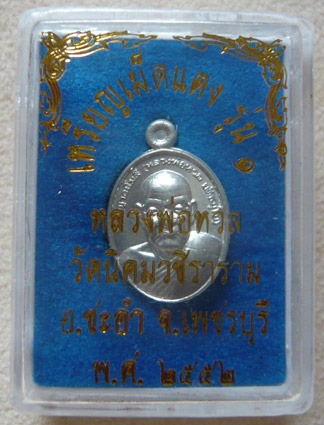 เหรียญเม็ดแตง รุ่น ๑
หลวงพ่อทวีล
วัดนิคมวชิราราม
อ.ชะอำ จ.เพชรบุรี
พ.ศ. ๒๕๕๒